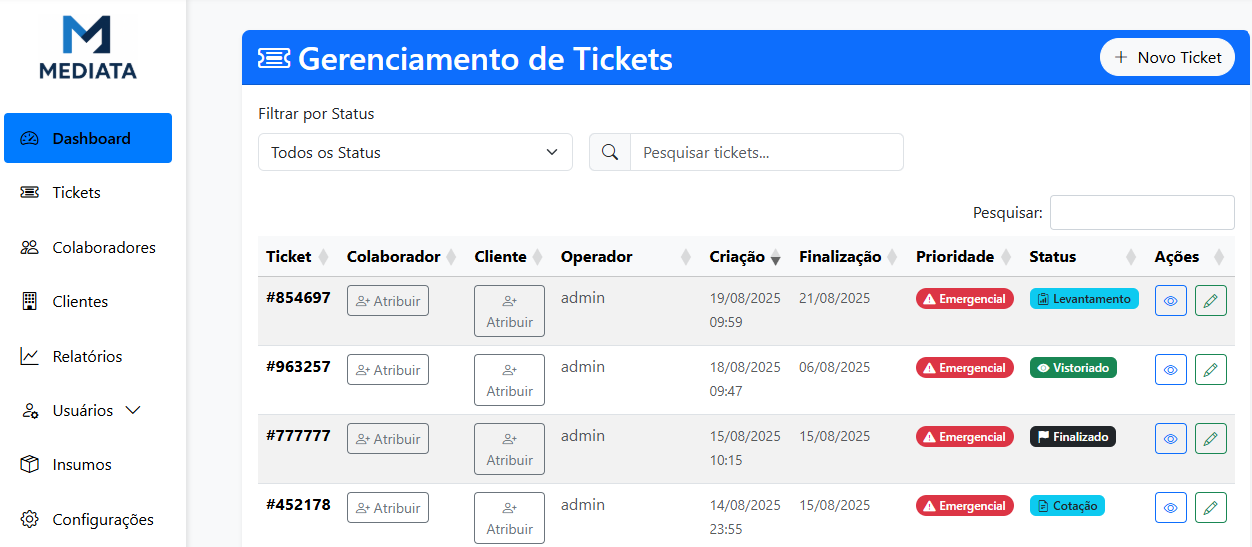 MEDIATA
Dashboard
Tickets
Colaboradores
Clientes
Relatórios
Usuários
Insumos
Configurações
Gerenciamento de Tickets
Novo Ticket
Filtrar por Status
Todos os Status
Pesquisar tickets...
Pesquisar:
Ticket Colaborador Cliente Operador Criação Finalização Prioridade Status Ações
#854697 Atribuir Atribuir admin 19/08/2025 09:59 21/08/2025 Emergencial Levantamento
#963257 Atribuir Atribuir admin 18/08/2025 09:47 06/08/2025 Emergencial Vistoriado
#777777 Atribuir Atribuir admin 15/08/2025 10:15 15/08/2025 Emergencial Finalizado
#452178 Atribuir Atribuir admin 14/08/2025 23:55 15/08/2025 Emergencial Cotação